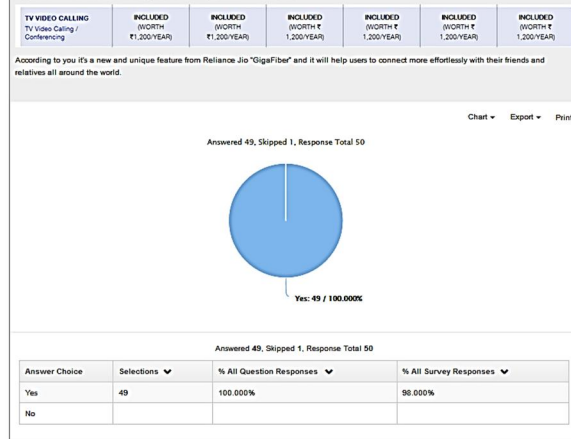 TV VIDEO CALLING INCLUDED INCLUDED INCLUDED INCLUDED INCLUDED INCLUDED
TV Video Calling / (WORTH (WORTH (WORTH ₹ (WORTH ₹ (WORTH ₹ (WORTH ₹
Conferencing ₹1,200/YEAR) ₹1,200/YEAR) 1,200/YEAR) 1,200/YEAR) 1,200/YEAR) 1,200/YEAR)
According to you it's a new and unique feature from Reliance Jio "GigaFiber" and it will help users to connect more effortlessly with their friends and
relatives all around the world.
Chart Export Print
Answered 49, Skipped 1, Response Total 50
Yes: 49 / 100.000%
Answered 49, Skipped 1, Response Total 50
Answer Choice Selections % All Question Responses % All Survey Responses
Yes 49 100.000% 98.000%
No